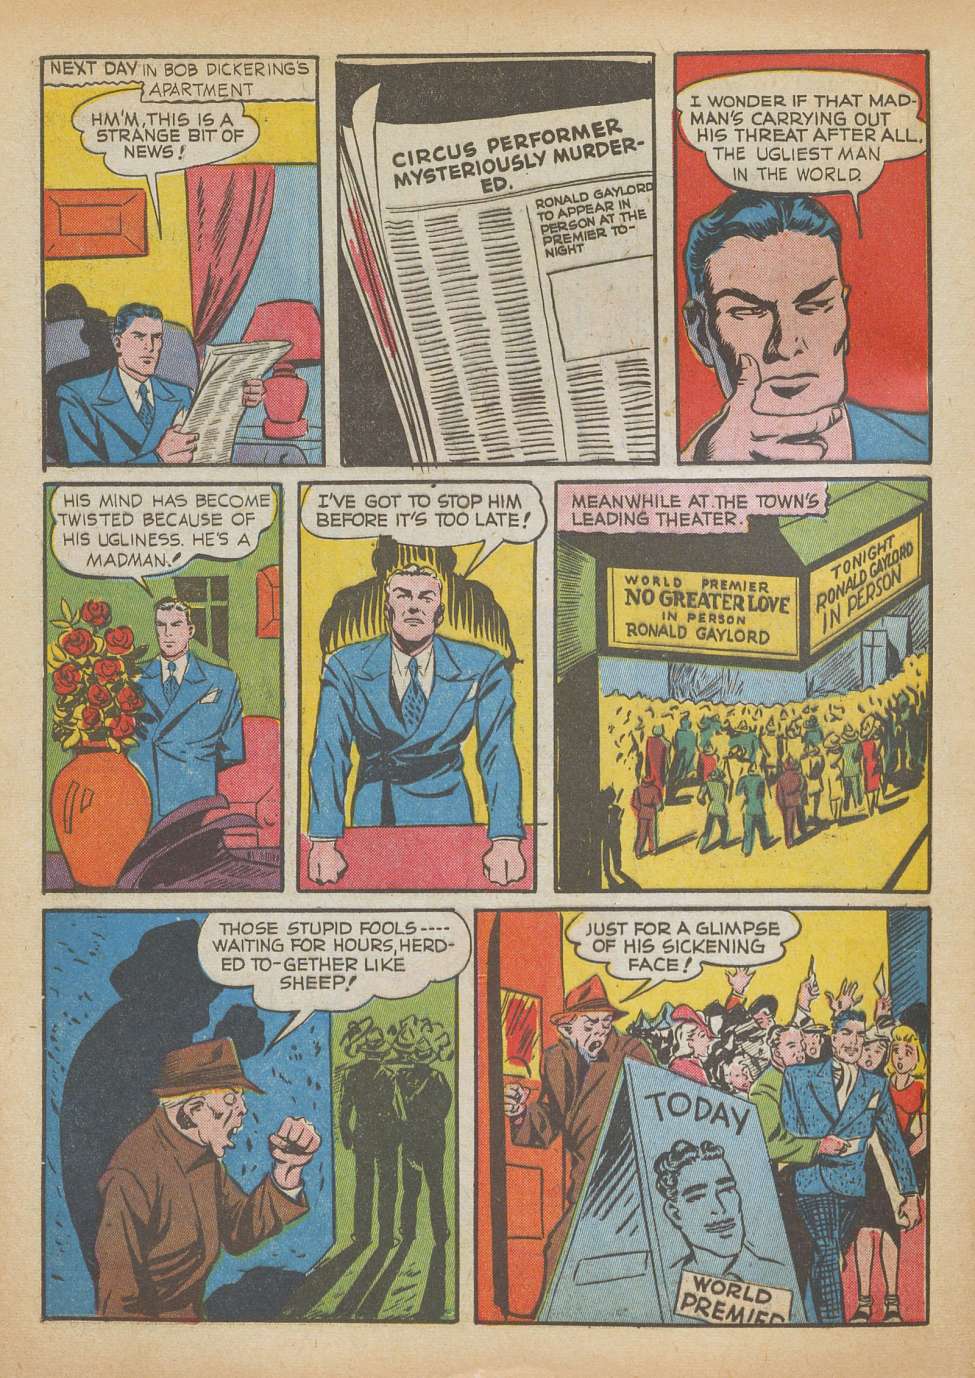 NEXT DAY IN BOB DICKERING'S
APARTMENT
HM'M, THIS IS A
STRANGE BIT OF
NEWS!
CIRCUS PERFORMER
MYSTERIOUSLY MURDER-
ED.
RONALD GAYLORD
TO APPEAR IN
PERSON AT THE
PREMIER TO-
NIGHT
I WONDER IF THAT MAD-
MAN'S CARRYING OUT
HIS THREAT AFTER ALL.
THE UGLIEST MAN
IN THE WORLD.
HIS MIND HAS BECOME
TWISTED BECAUSE OF
HIS UGLINESS. HE'S A
MADMAN!
I'VE GOT TO STOP HIM
BEFORE IT'S TOO LATE!
MEANWHILE AT THE TOWN'S
LEADING THEATER.
WORLD PREMIER
NO GREATER LOVE
IN PERSON
RONALD GAYLORD
TONIGHT
RONALD GAYLORD
IN PERSON
THOSE STUPID FOOLS----
WAITING FOR HOURS, HERD-
ED TO-GETHER LIKE
SHEEP!
JUST FOR A GLIMPSE
OF HIS SICKENING
FACE!
TODAY
WORLD
PREMIER